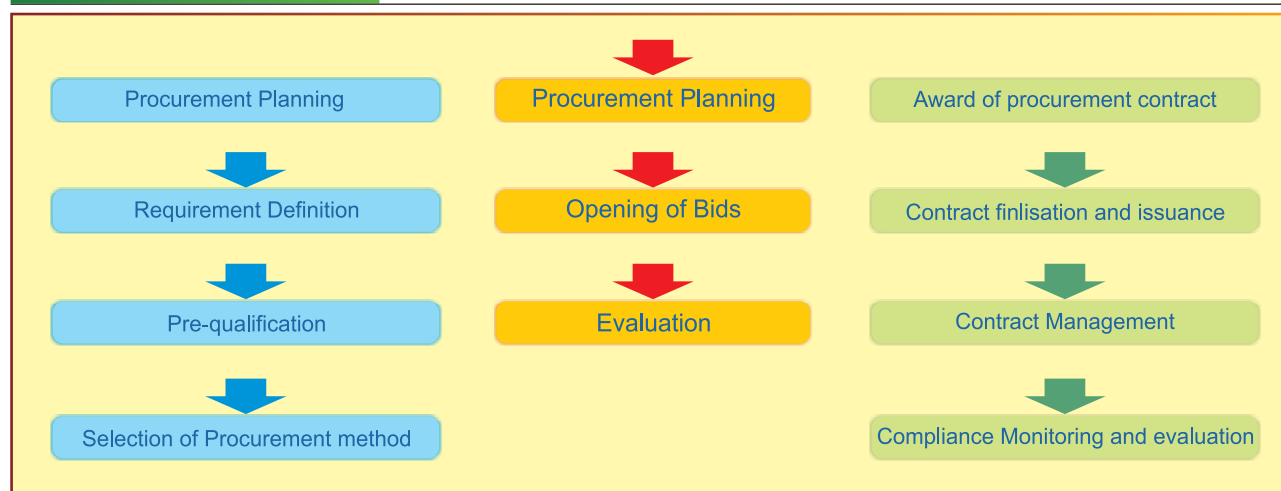 Procurement Planning
Requirement Definition
Pre-qualification
Selection of Procurement method
Procurement Planning
Opening of Bids
Evaluation
Award of procurement contract
Contract finlisation and issuance
Contract Management
Compliance Monitoring and evaluation